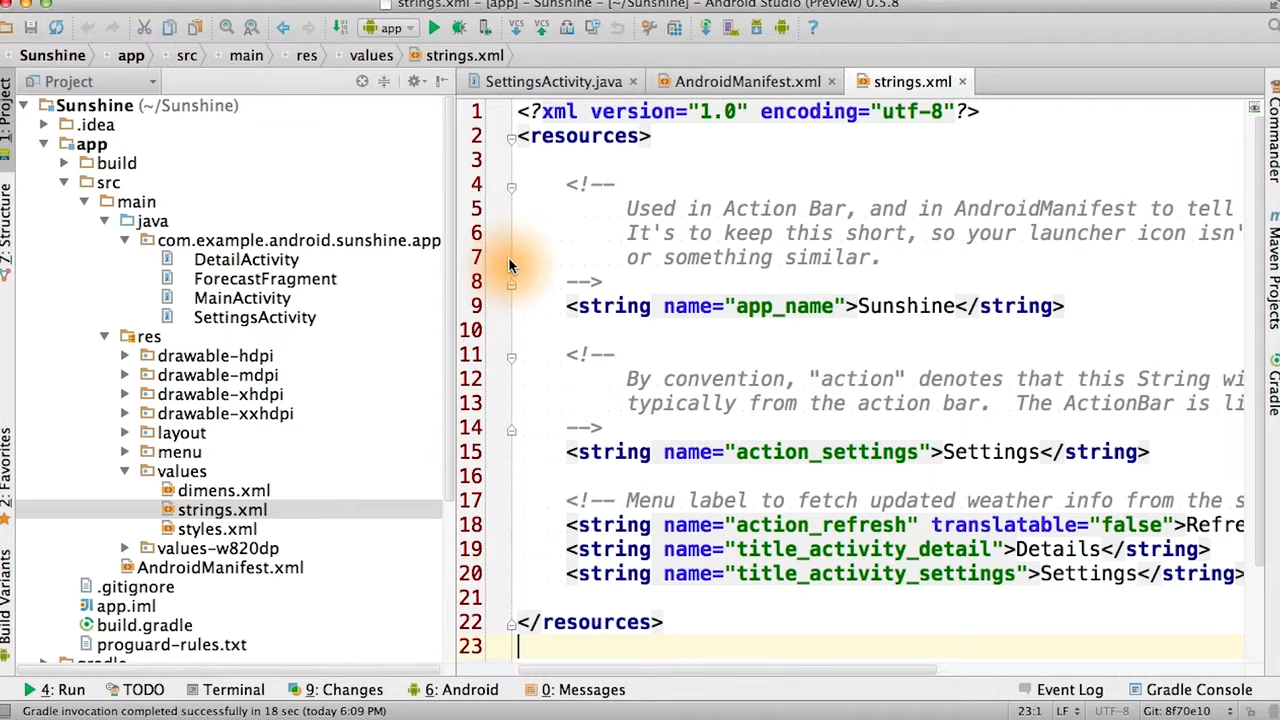 strings.xml - [app] - Sunshine - [~/Sunshine] - Android Studio (Preview) 0.5.8
app
Sunshine app src main res values strings.xml
Project
SettingsActivity.java AndroidManifest.xml strings.xml
1: Project
7: Structure
2: Favorites
Build Variants
Sunshine (~/Sunshine)
.idea
app
build
src
main
java
com.example.android.sunshine.app
DetailActivity
ForecastFragment
MainActivity
SettingsActivity
res
drawable-hdpi
drawable-mdpi
drawable-xhdpi
drawable-xxhdpi
layout
menu
values
dimens.xml
strings.xml
styles.xml
values-w820dp
AndroidManifest.xml
.gitignore
app.iml
build.gradle
proguard-rules.txt
gradle
1 <?xml version="1.0" encoding="utf-8"?>
2 <resources>
3
4 <!--
5 Used in Action Bar, and in AndroidManifest to tell
6 It's to keep this short, so your launcher icon isn'
7 or something similar.
8 -->
9 <string name="app_name">Sunshine</string>
10
11 <!--
12 By convention, "action" denotes that this String wi
13 typically from the action bar.  The ActionBar is li
14 -->
15 <string name="action_settings">Settings</string>
16
17 <!-- Menu label to fetch updated weather info from the s
18 <string name="action_refresh" translatable="false">Refre
19 <string name="title_activity_detail">Details</string>
20 <string name="title_activity_settings">Settings</string>
21
22 </resources>
23
Commander
Maven Projects
Gradle
4: Run TODO Terminal 9: Changes 6: Android 0: Messages Event Log Gradle Console
Gradle invocation completed successfully in 18 sec (today 6:09 PM) 23:1 LF UTF-8 Git: 8f70e10